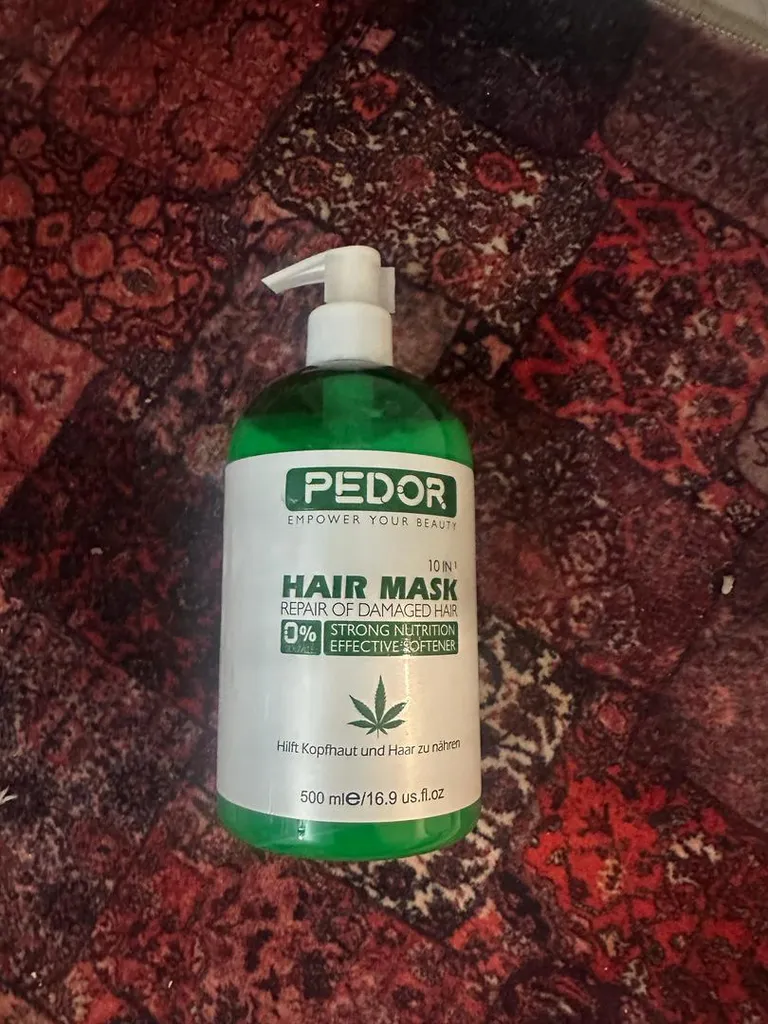 PEDOR
EMPOWER YOUR BEAUTY
10 IN 1
HAIR MASK
REPAIR OF DAMAGED HAIR
0%
STRONG NUTRITION
EFFECTIVE SOFTENER
Hilft Kopfhaut und Haar zu nähren
500 ml℮/16.9 us.fl.oz